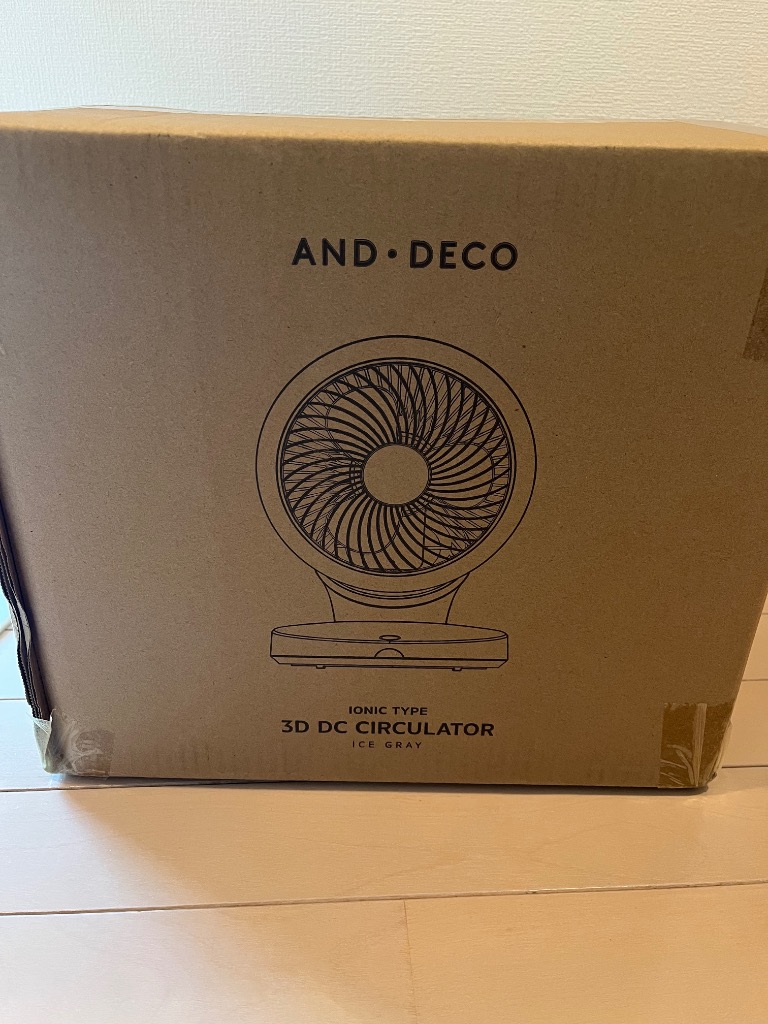 AND・DECO
IONIC TYPE
3D DC CIRCULATOR
ICE GRAY